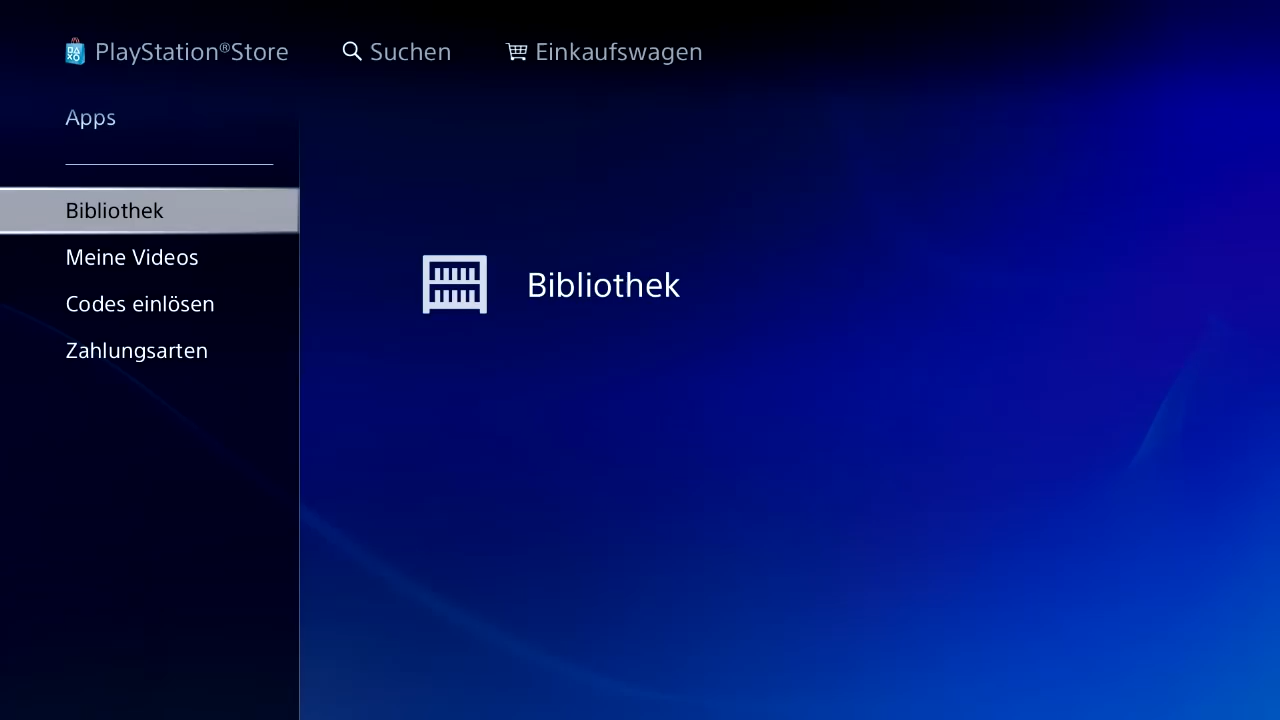 PlayStation®Store
Suchen
Einkaufswagen
Apps
Bibliothek
Meine Videos
Codes einlösen
Zahlungsarten
Bibliothek